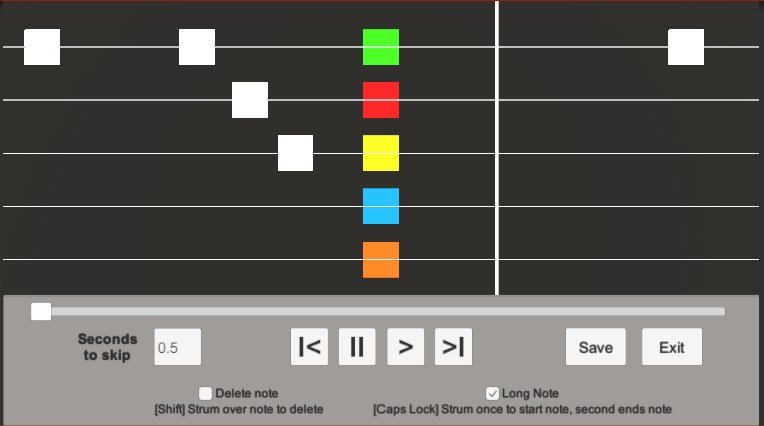 Seconds
to skip
0.5
|<
||
>
>|
Save
Exit
Delete note
[Shift] Strum over note to delete
Long Note
[Caps Lock] Strum once to start note, second ends note